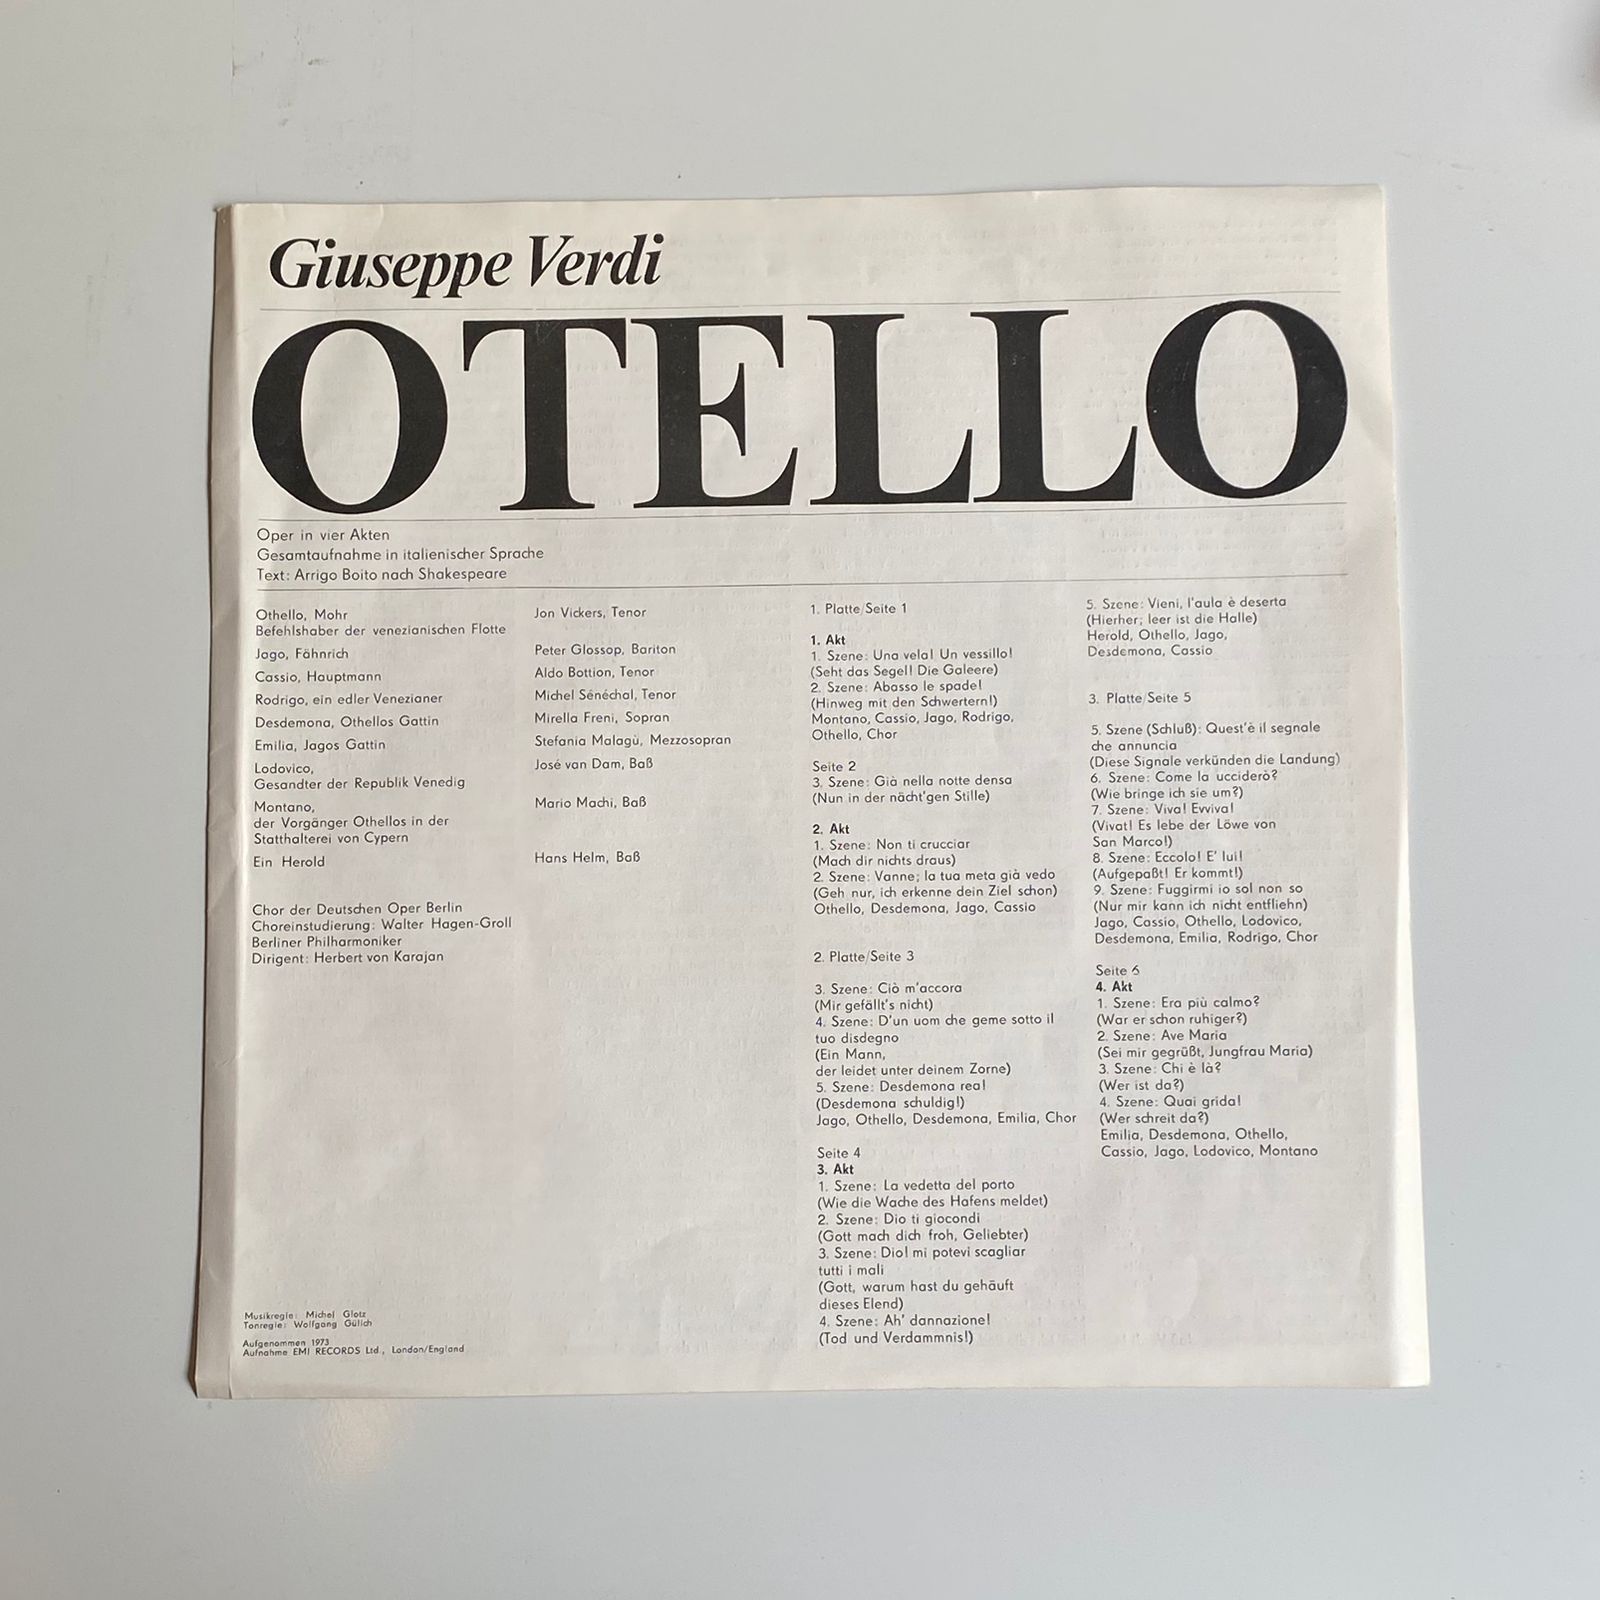 Giuseppe Verdi
OTELLO
Oper in vier Akten
Gesamtaufnahme in italienischer Sprache
Text: Arrigo Boito nach Shakespeare
Othello, Mohr
Befehlshaber der venezianischen Flotte
Jago, Fähnrich
Cassio, Hauptmann
Rodrigo, ein edler Venezianer
Desdemona, Othellos Gattin
Emilia, Jagos Gattin
Lodovico,
Gesandter der Republik Venedig
Montano,
der Vorgänger Othellos in der
Statthalterei von Cypern
Ein Herold
Jon Vickers, Tenor
Peter Glossop, Bariton
Aldo Bottion, Tenor
Michel Sénéchal, Tenor
Mirella Freni, Sopran
Stefania Malagù, Mezzosopran
José van Dam, Baß
Mario Machi, Baß
Hans Helm, Baß
Chor der Deutschen Oper Berlin
Choreinstudierung: Walter Hagen-Groll
Berliner Philharmoniker
Dirigent: Herbert von Karajan
Musikregie: Michel Glotz
Tonregie: Wolfgang Gülich
Aufgenommen 1973
Aufnahme EMI RECORDS Ltd., London/England
1. Platte/Seite 1
1. Akt
1. Szene: Una vela! Un vessillo!
(Seht das Segel! Die Galeere)
2. Szene: Abasso le spade!
(Hinweg mit den Schwertern!)
Montano, Cassio, Jago, Rodrigo,
Othello, Chor
Seite 2
3. Szene: Già nella notte densa
(Nun in der nächt'gen Stille)
2. Akt
1. Szene: Non ti crucciar
(Mach dir nichts draus)
2. Szene: Vanne; la tua meta già vedo
(Geh nur, ich erkenne dein Ziel schon)
Othello, Desdemona, Jago, Cassio
2. Platte/Seite 3
3. Szene: Ciò m'accora
(Mir gefällt's nicht)
4. Szene: D'un uom che geme sotto il
tuo disdegno
(Ein Mann,
der leidet unter deinem Zorne)
5. Szene: Desdemona rea!
(Desdemona schuldig!)
Jago, Othello, Desdemona, Emilia, Chor
Seite 4
3. Akt
1. Szene: La vedetta del porto
(Wie die Wache des Hafens meldet)
2. Szene: Dio ti giocondi
(Gott mach dich froh, Geliebter)
3. Szene: Dio! mi potevi scagliar
tutti i mali
(Gott, warum hast du gehäuft
dieses Elend)
4. Szene: Ah' dannazione!
(Tod und Verdammnis!)
5. Szene: Vieni, l'aula è deserta
(Hierher; leer ist die Halle)
Herold, Othello, Jago,
Desdemona, Cassio
3. Platte/Seite 5
5. Szene (Schluß): Quest'è il segnale
che annuncia
(Diese Signale verkünden die Landung)
6. Szene: Come la ucciderò?
(Wie bringe ich sie um?)
7. Szene: Viva! Evviva!
(Vivat! Es lebe der Löwe von
San Marco!)
8. Szene: Eccolo! E' lui!
(Aufgepaßt! Er kommt!)
9. Szene: Fuggirmi io sol non so
(Nur mir kann ich nicht entfliehn)
Jago, Cassio, Othello, Lodovico,
Desdemona, Emilia, Rodrigo, Chor
Seite 6
4. Akt
1. Szene: Era più calmo?
(War er schon ruhiger?)
2. Szene: Ave Maria
(Sei mir gegrüßt, Jungfrau Maria)
3. Szene: Chi è là?
(Wer ist da?)
4. Szene: Quai grida!
(Wer schreit da?)
Emilia, Desdemona, Othello,
Cassio, Jago, Lodovico, Montano